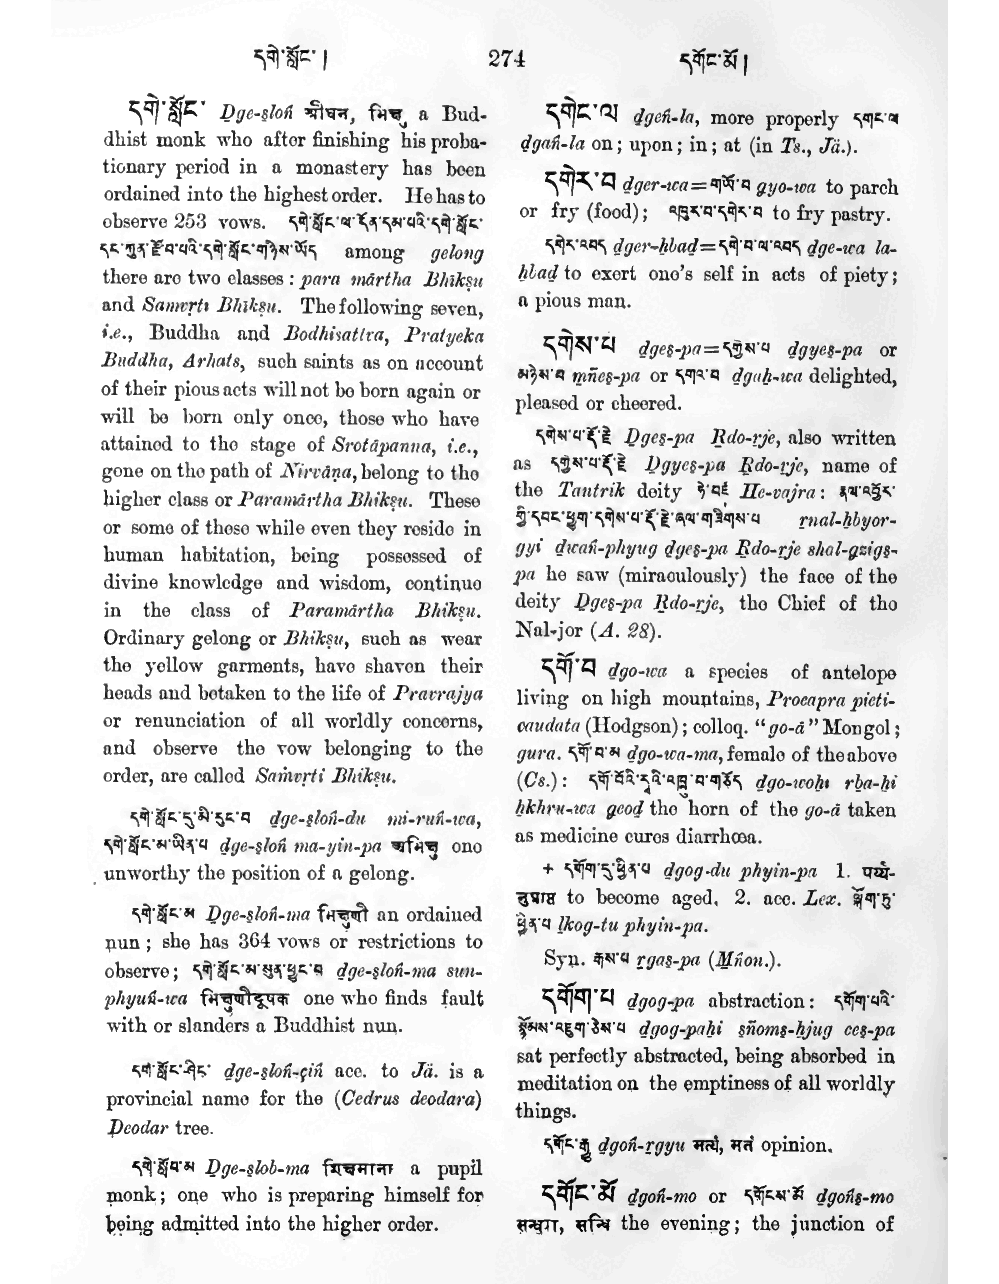 དགེ་སློང་།
274
དགོང་མོ།
དགེ་སློང་ Dge-sloṅ श्रीघन, भिक्षु a Bud-
dhist monk who after finishing his proba-
tionary period in a monastery has been
ordained into the highest order. He has to
observe 253 vows. དགེ་སློང་ལ་དོན་དམ་པའི་དགེ་སློང་
དང་ཀུན་རྫོབ་པའི་དགེ་སློང་གཉིས་ཡོད among gelong
there are two classes : para mártha Bhikṣu
and Samvṛti Bhikṣu. The following seven,
i.e., Buddha and Bodhisattva, Pratyeka
Buddha, Arhats, such saints as on account
of their pious acts will not be born again or
will be born only once, those who have
attained to the stage of Srotápanna, i.e.,
gone on the path of Nirváṇa, belong to the
higher class or Paramártha Bhikṣu. These
or some of these while even they reside in
human habitation, being possessed of
divine knowledge and wisdom, continue
in the class of Paramártha Bhikṣu.
Ordinary gelong or Bhikṣu, such as wear
the yellow garments, have shaven their
heads and betaken to the life of Pravrajya
or renunciation of all worldly concerns,
and observe the vow belonging to the
order, are called Saṁvṛti Bhikṣu.
དགེ་སློང་དུ་མི་རུང་བ dge-sloṅ-du mi-ruṅ-wa,
དགེ་སློང་མ་ཡིན་པ dge-sloṅ ma-yin-pa अभिक्षु one
unworthy the position of a gelong.
དགེ་སློང་མ Dge-sloṅ-ma भिक्षुणी an ordained
nun ; she has 364 vows or restrictions to
observe ; དགེ་སློང་མ་སུན་ཕྱུང་བ dge-sloṅ-ma sun-
phyuṅ-wa भिक्षुणीदूषक one who finds fault
with or slanders a Buddhist nun.
དགེ་སློང་ཤིང་ dge-sloṅ-çiṅ acc. to Jä. is a
provincial name for the (Cedrus deodara)
Deodar tree.
དགེ་སློབ་མ Dge-slob-ma a pupil
monk ; one who is preparing himself for
being admitted into the higher order.
དགེང་ལ dgeṅ-la, more properly དགང་ལ
dgaṅ-la on ; upon ; in ; at (in Ts., Jä.).
དགེར་བ dger-wa=གཡོ་བ gyo-wa to parch
or fry (food) ; འཁུར་བ་དགེར་བ to fry pastry.
དགེར་འབད dger-ḥbad=དགེ་བ་ལ་འབད dge-wa la-
ḥbad to exert one's self in acts of piety ;
a pious man.
དགེས་པ dges-pa=དགྱེས་པ dgyes-pa or
མཉེས་པ mñes-pa or དགའ་བ dgaḥ-wa delighted,
pleased or cheered.
དགེས་པ་རྡོ་རྗེ Dges-pa Rdo-rje, also written
as དགྱེས་པ་རྡོ་རྗེ Dgyes-pa Rdo-rje, name of
the Tantrik deity He-vajra : རྣལ་འབྱོར་
གྱི་དབང་ཕྱུག་དགེས་པ་རྡོ་རྗེ་ཞལ་གཟིགས་པ rnal-ḥbyor-
gyi dwaṅ-phyug dges-pa Rdo-rje shal-gzigs-
pa he saw (miraculously) the face of the
deity Dges-pa Rdo-rje, the Chief of the
Nal-jor (A. 28).
དགོ་བ dgo-wa a species of antelope
living on high mountains, Procapra picti-
caudata (Hodgson) ; colloq. “go-á” Mongol ;
gura. དགོ་བ་མ dgo-wa-ma, female of the above
(Cs.) : དགོ་བོའི་རྭའི་འཁྲུ་བ་གཅོད dgo-wohi rba-ḥi
ḥkhru-wa gcod the horn of the go-á taken
as medicine cures diarrhœa.
+ དགོག་དུ་ཕྱིན་པ dgog-du phyin-pa 1.
to become aged. 2. acc. Lex. ལྐོག་ཏུ་
ཕྱིན་པ lkog-tu phyin-pa.
Syn. རྒས་པ rgas-pa (Mṅon.).
དགོག་པ dgog-pa abstraction : དགོག་པའི་
སྙོམས་འཇུག་ཅེས་པ dgog-pahi sñoms-hjug ces-pa
sat perfectly abstracted, being absorbed in
meditation on the emptiness of all worldly
things.
དགོང་རྒྱུ dgoṅ-rgyu मत्यं, मतं opinion.
དགོང་མོ dgoṅ-mo or དགོངས་མོ dgoṅs-mo
सन्ध्या, सन्धि the evening ; the junction of